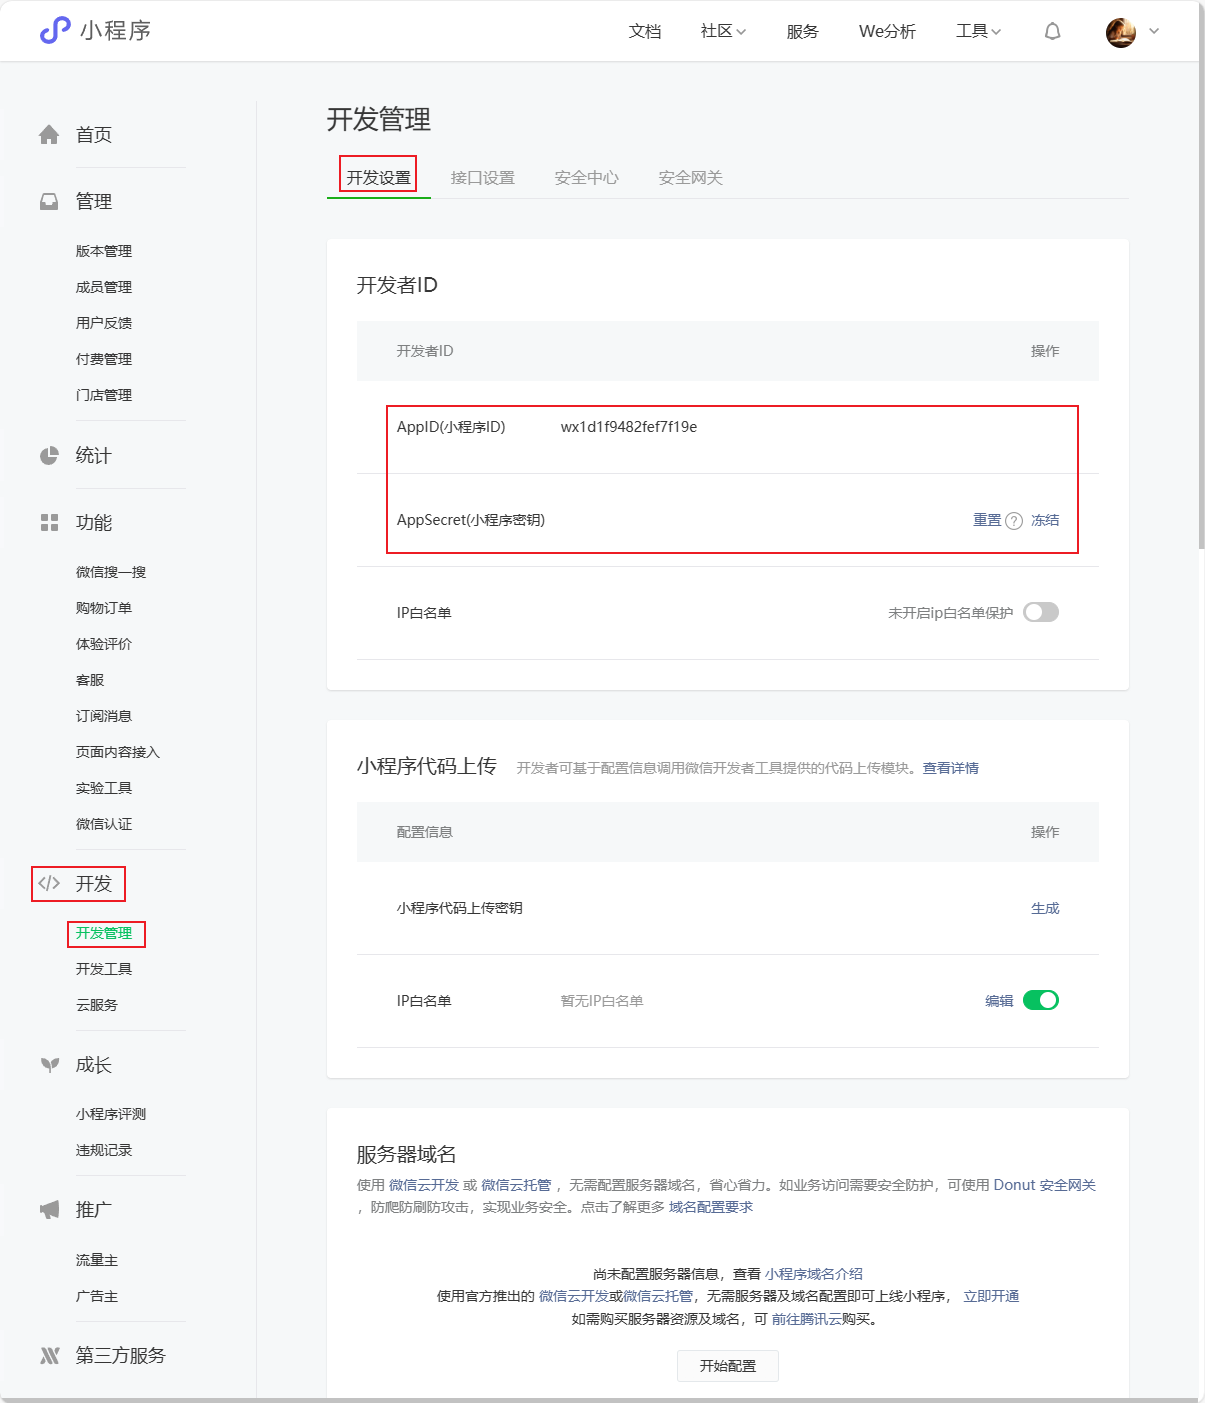 小程序
文档
社区
服务
We分析
工具
首页
管理
版本管理
成员管理
用户反馈
付费管理
门店管理
统计
功能
微信搜一搜
购物订单
体验评价
客服
订阅消息
页面内容接入
实验工具
微信认证
开发
开发管理
开发工具
云服务
成长
小程序评测
违规记录
推广
流量主
广告主
第三方服务
开发管理
开发设置
接口设置
安全中心
安全网关
开发者ID
开发者ID 操作
AppID(小程序ID) wx1d1f9482fef7f19e
AppSecret(小程序密钥) 重置 ? 冻结
IP白名单 未开启ip白名单保护
小程序代码上传 开发者可基于配置信息调用微信开发者工具提供的代码上传模块。查看详情
配置信息 操作
小程序代码上传密钥 生成
IP白名单 暂无IP白名单 编辑
服务器域名
使用 微信云开发 或 微信云托管 ，无需配置服务器域名，省心省力。如业务访问需要安全防护，可使用 Donut 安全网关
，防爬防刷防攻击，实现业务安全。点击了解更多 域名配置要求
尚未配置服务器信息，查看 小程序域名介绍
使用官方推出的 微信云开发或微信云托管，无需服务器及域名配置即可上线小程序， 立即开通
如需购买服务器资源及域名，可 前往腾讯云购买。
开始配置